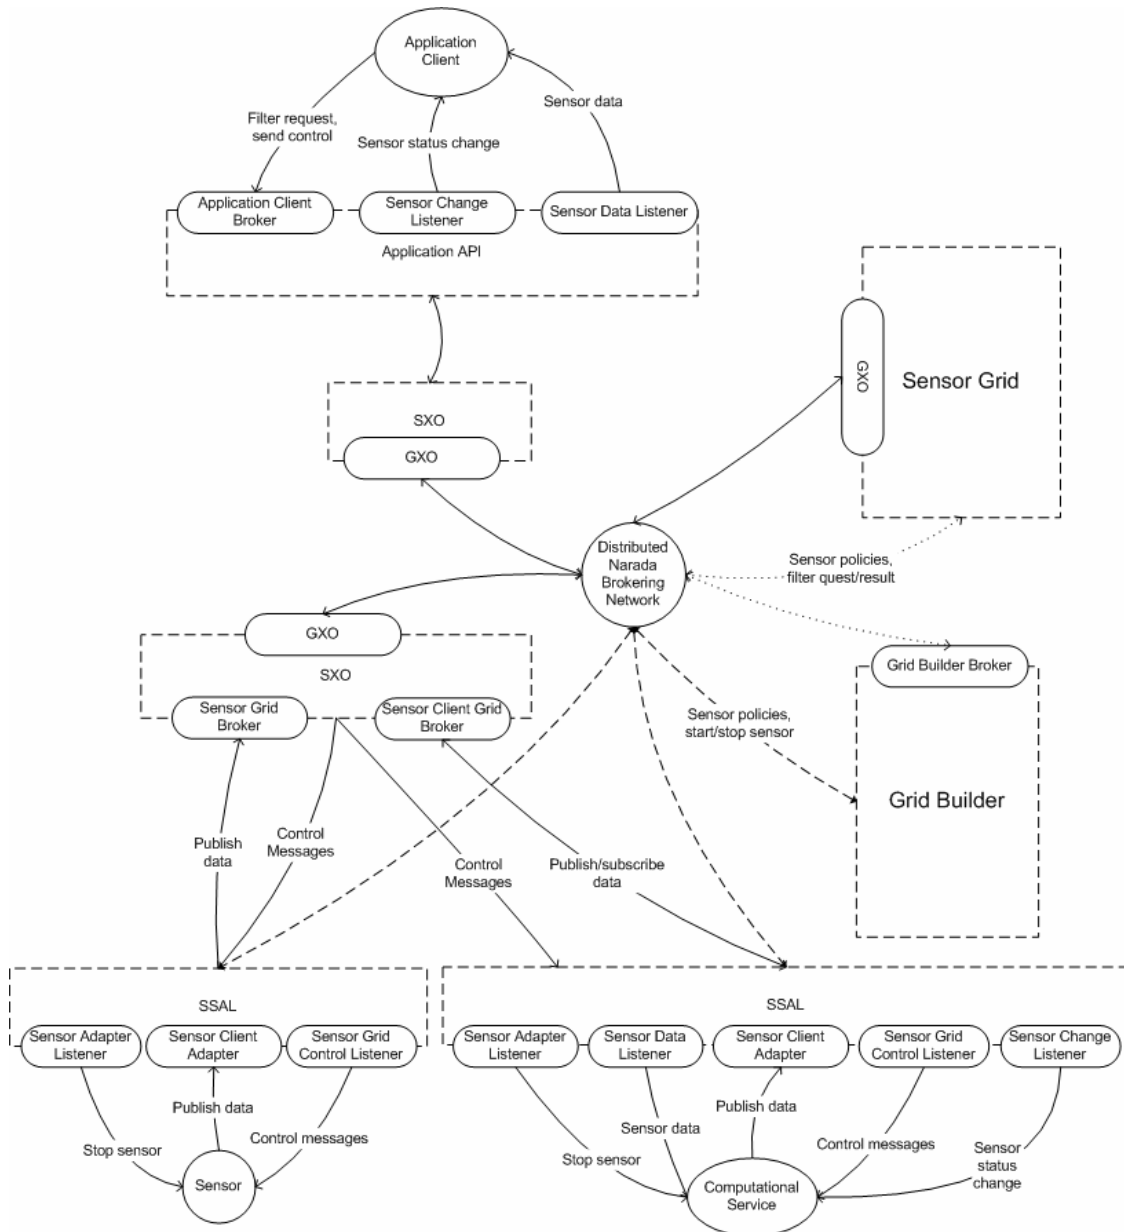 Application
Client
Sensor data
Filter request,
send control
Sensor status change
Application Client
Broker
Sensor Change
Listener
Sensor Data Listener
Application API
GXO
Sensor Grid
SXO
GXO
Distributed
Narada
Brokering
Network
Sensor policies,
filter quest/result
GXO
SXO
Grid Builder Broker
Sensor Grid
Broker
Sensor Client Grid
Broker
Sensor policies,
start/stop sensor
Grid Builder
Publish
data
Control
Messages
Control
Messages
Publish/subscribe
data
SSAL
Sensor Adapter
Listener
Sensor Client
Adapter
Sensor Grid
Control Listener
SSAL
Sensor Adapter
Listener
Sensor Data
Listener
Sensor Client
Adapter
Sensor Grid
Control Listener
Sensor Change
Listener
Publish data
Stop sensor
Control messages
Sensor
Publish data
Sensor data
Stop sensor
Control messages
Sensor
status
change
Computational
Service